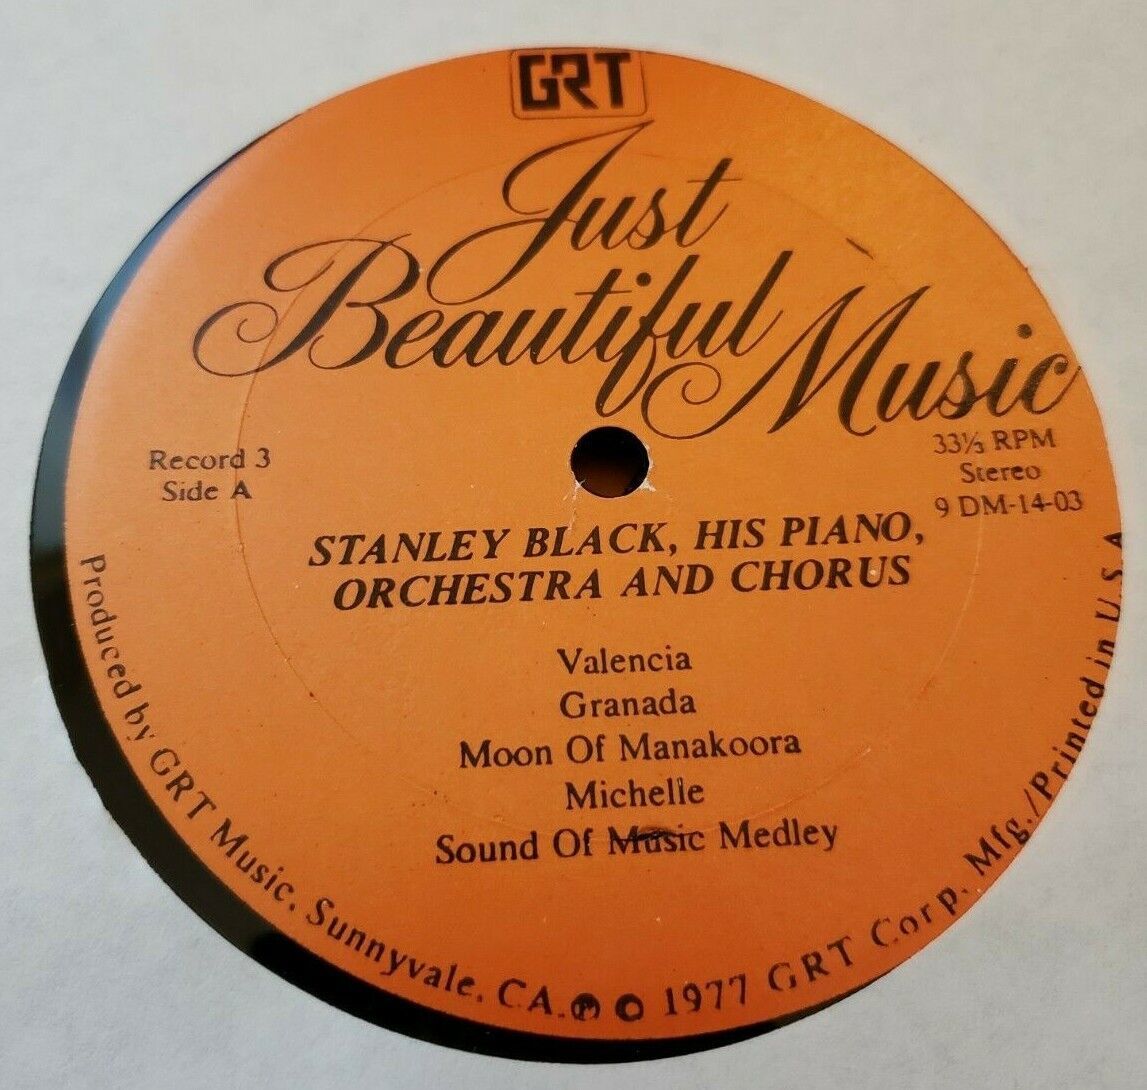 GRT
Just
Beautiful Music
Record 3
Side A
33⅓ RPM
Stereo
9 DM-14-03
STANLEY BLACK, HIS PIANO,
ORCHESTRA AND CHORUS
Valencia
Granada
Moon Of Manakoora
Michelle
Sound Of Music Medley
Produced by GRT Music, Sunnyvale, CA. ℗ © 1977 GRT Corp. Mfg./Printed in U.S.A